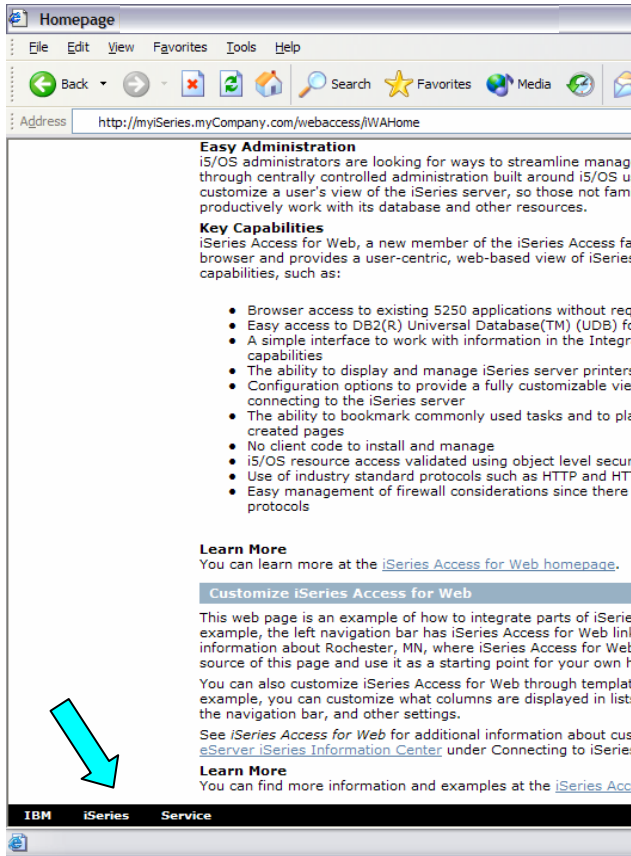 Homepage
File Edit View Favorites Tools Help
Back Search Favorites Media
Address http://myiSeries.myCompany.com/webaccess/iWAHome
Easy Administration
i5/OS administrators are looking for ways to streamline manag
through centrally controlled administration built around i5/OS u
customize a user's view of the iSeries server, so those not fam
productively work with its database and other resources.
Key Capabilities
iSeries Access for Web, a new member of the iSeries Access fa
browser and provides a user-centric, web-based view of iSeries
capabilities, such as:
• Browser access to existing 5250 applications without req
• Easy access to DB2(R) Universal Database(TM) (UDB) fo
• A simple interface to work with information in the Integr
capabilities
• The ability to display and manage iSeries server printers
• Configuration options to provide a fully customizable vie
connecting to the iSeries server
• The ability to bookmark commonly used tasks and to pla
created pages
• No client code to install and manage
• i5/OS resource access validated using object level secur
• Use of industry standard protocols such as HTTP and HT
• Easy management of firewall considerations since there
protocols
Learn More
You can learn more at the iSeries Access for Web homepage.
Customize iSeries Access for Web
This web page is an example of how to integrate parts of iSerie
example, the left navigation bar has iSeries Access for Web link
information about Rochester, MN, where iSeries Access for Web
source of this page and use it as a starting point for your own h
You can also customize iSeries Access for Web through templat
example, you can customize what columns are displayed in lists
the navigation bar, and other settings.
See iSeries Access for Web for additional information about cus
eServer iSeries Information Center under Connecting to iSeries
Learn More
You can find more information and examples at the iSeries Acc
IBM iSeries Service